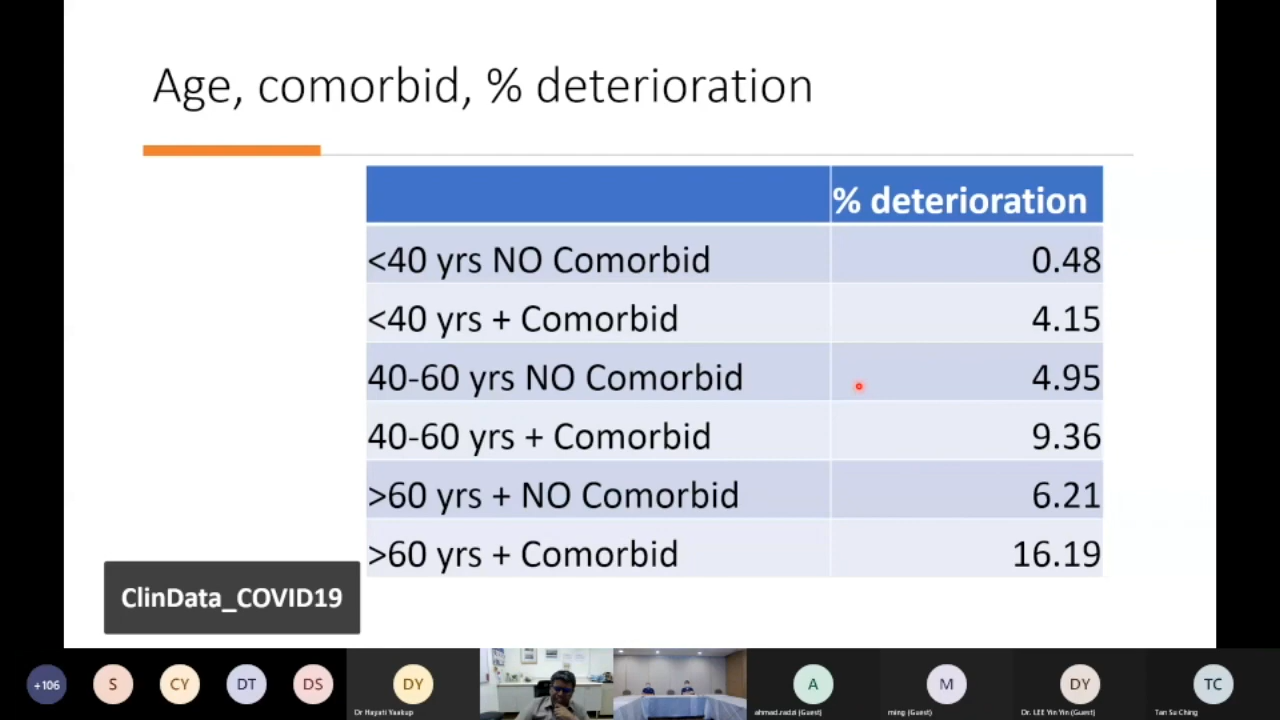 Age, comorbid, % deterioration
% deterioration
<40 yrs NO Comorbid 0.48
<40 yrs + Comorbid 4.15
40-60 yrs NO Comorbid 4.95
40-60 yrs + Comorbid 9.36
>60 yrs + NO Comorbid 6.21
>60 yrs + Comorbid 16.19
ClinData_COVID19
+106 S CY DT DS DY A M DY TC
Dr Hayati Yaakup ahmad.radzi (Guest) ming (Guest) Dr. LEE Yin Yin (Guest) Tan Su Ching